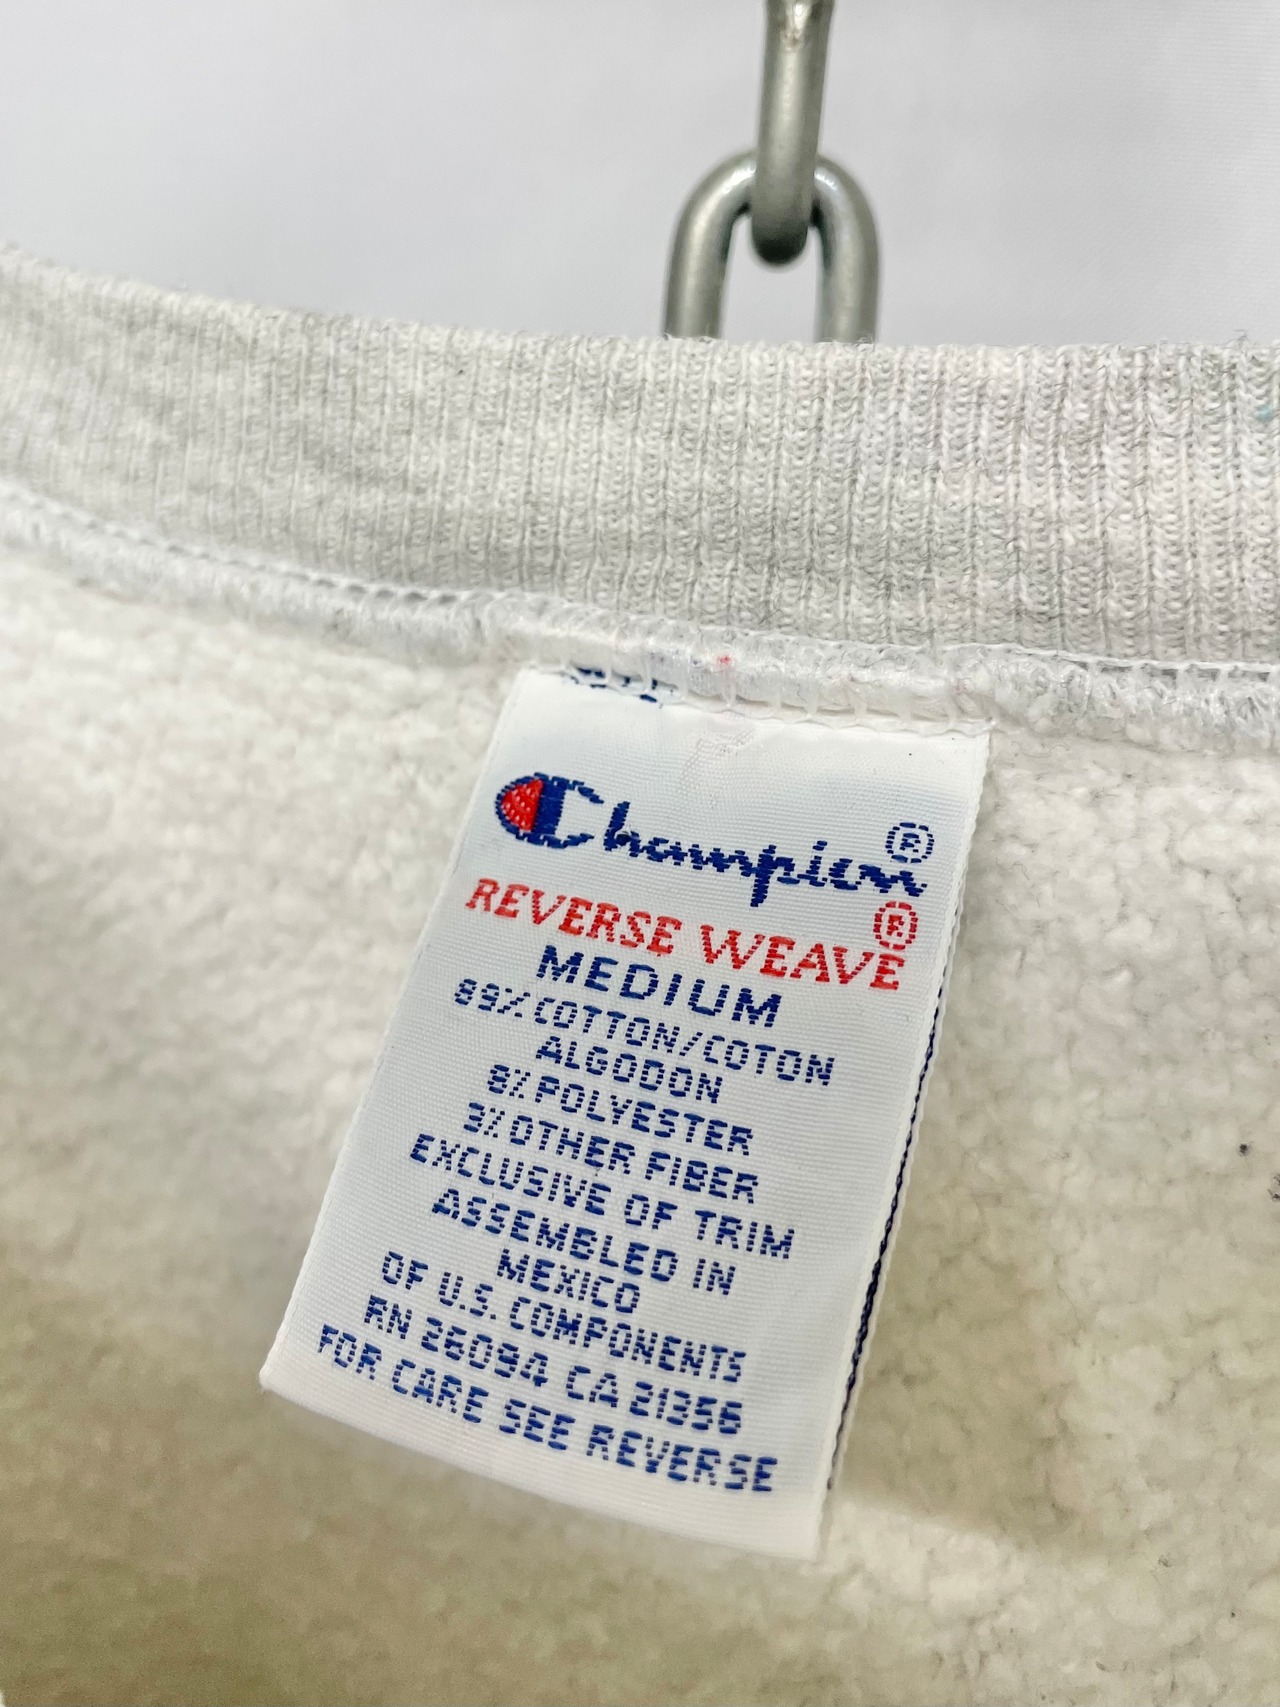 Champion®
REVERSE WEAVE®
MEDIUM
89% COTTON/COTON
ALGODON
8% POLYESTER
3% OTHER FIBER
EXCLUSIVE OF TRIM
ASSEMBLED IN
MEXICO
OF U.S. COMPONENTS
RN 26094 CA 21356
FOR CARE SEE REVERSE